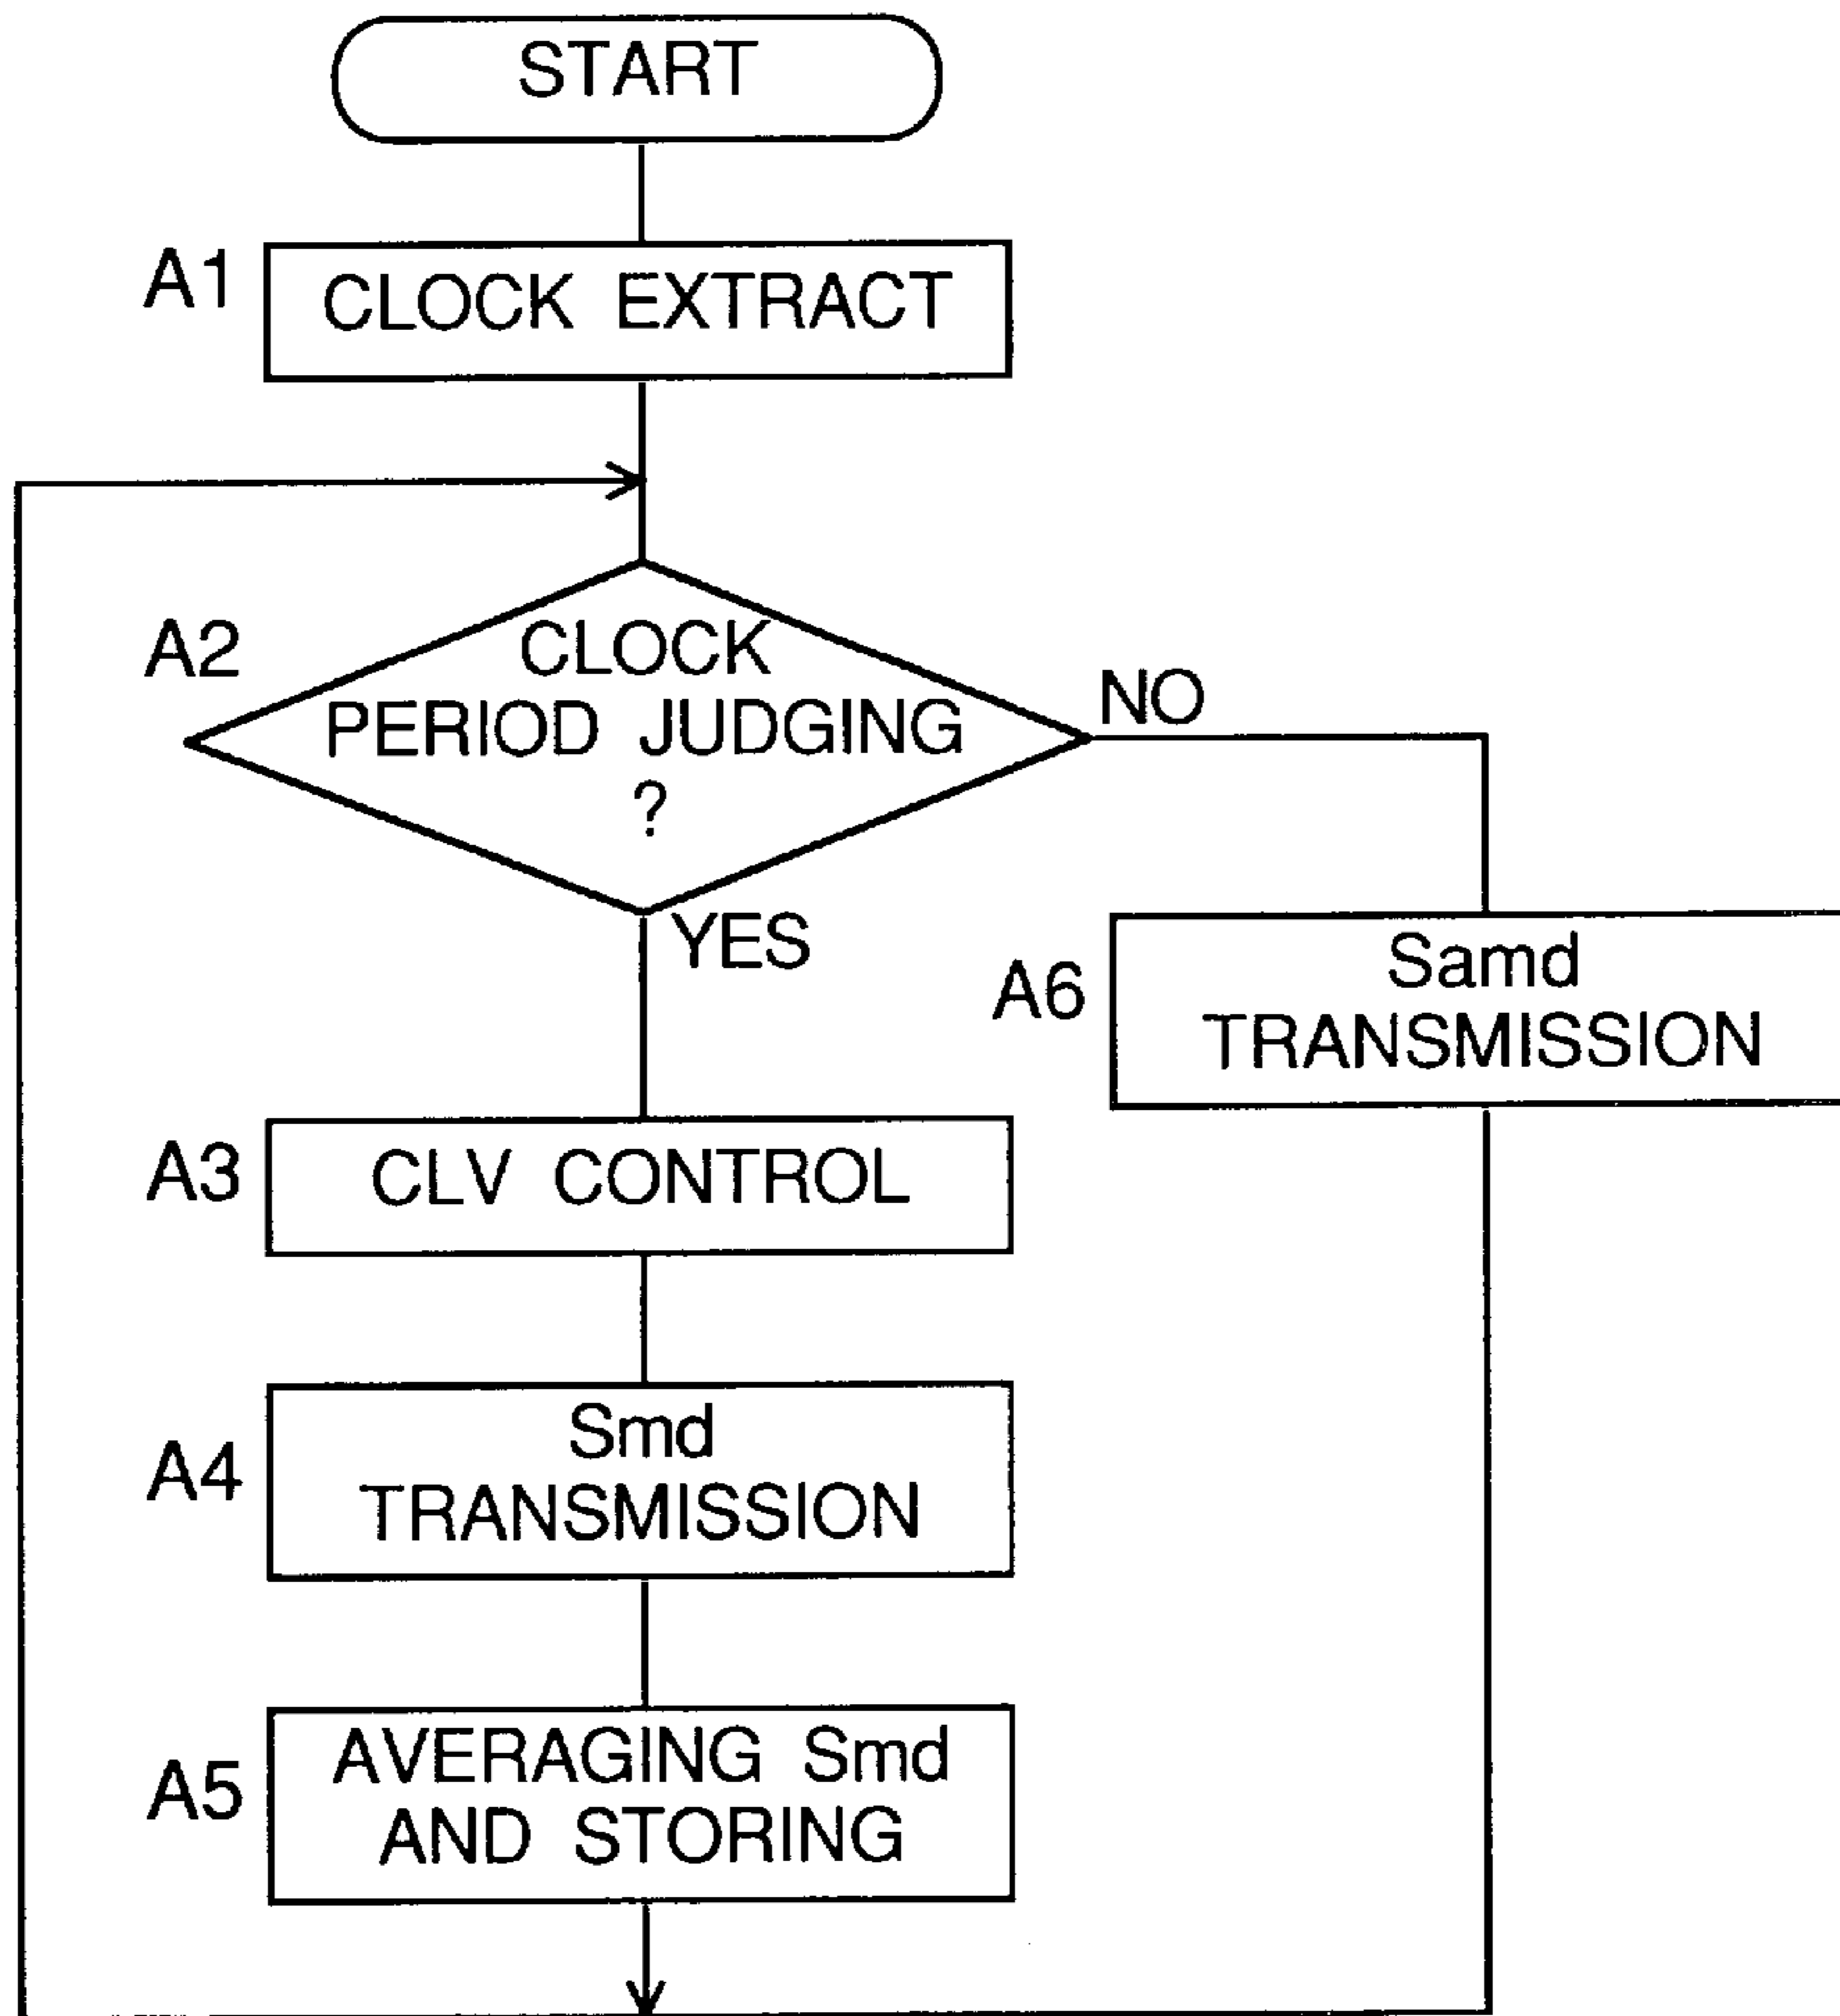 START
A1
CLOCK EXTRACT
A2
CLOCK
PERIOD JUDGING
?
NO
YES
A6
Samd
TRANSMISSION
A3
CLV CONTROL
A4
Smd
TRANSMISSION
A5
AVERAGING Smd
AND STORING